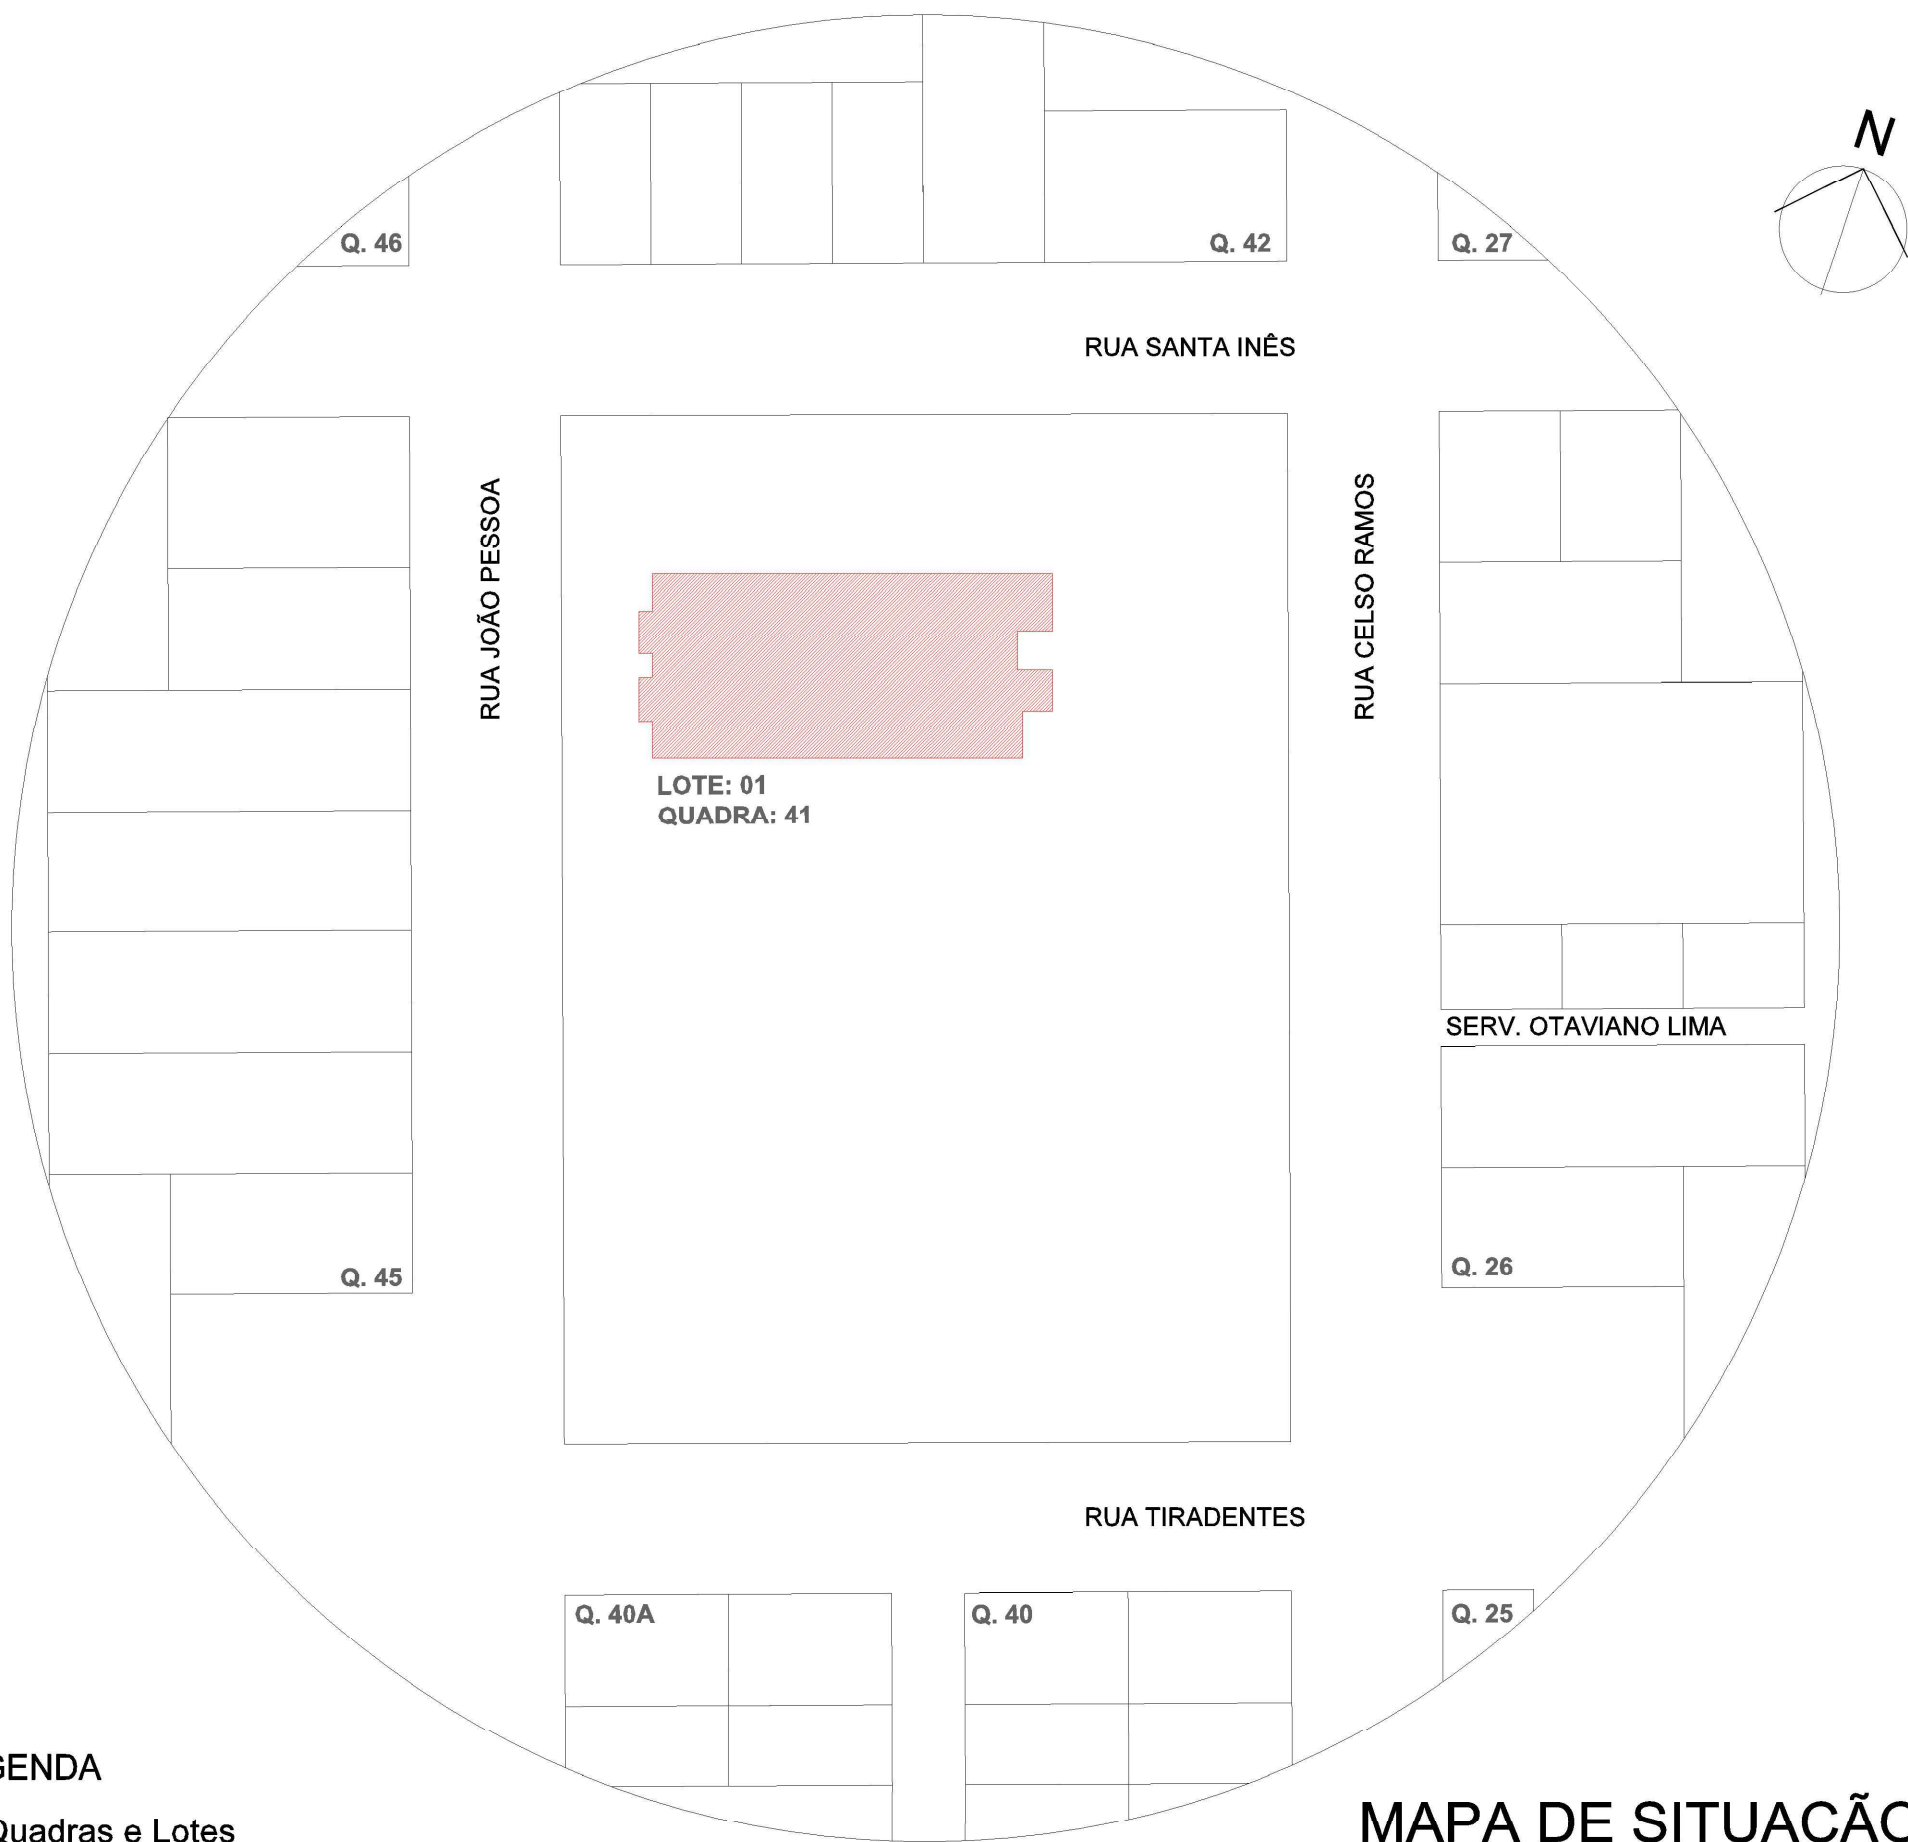 N
Q. 46
Q. 42
Q. 27
RUA SANTA INÊS
RUA JOÃO PESSOA
RUA CELSO RAMOS
LOTE: 01
QUADRA: 41
SERV. OTAVIANO LIMA
Q. 45
Q. 26
RUA TIRADENTES
Q. 40A
Q. 40
Q. 25
GENDA
Quadras e Lotes
MAPA DE SITUACÃO